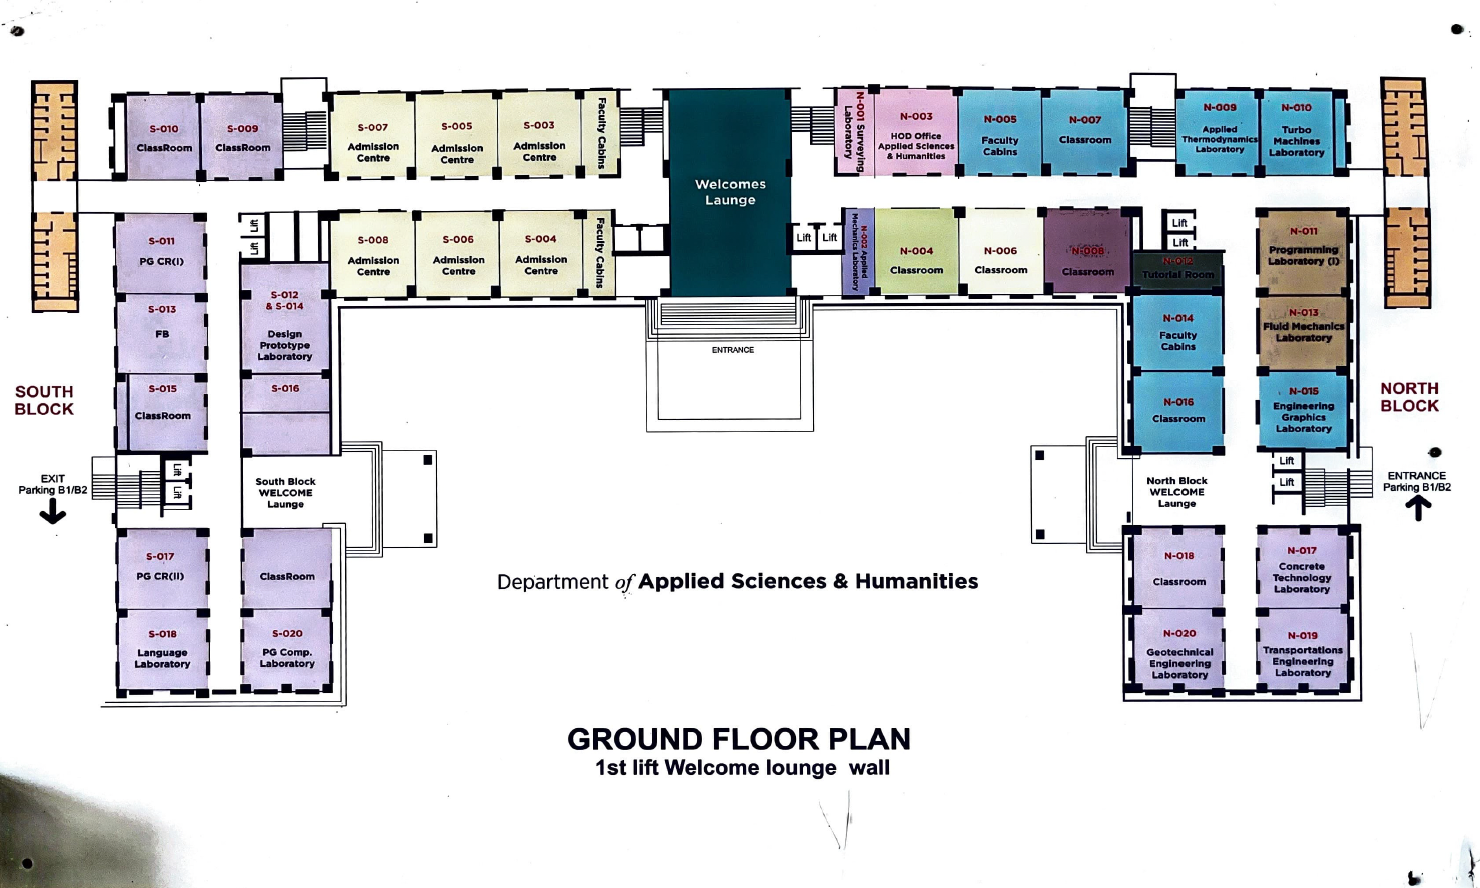 S-010
ClassRoom
S-009
ClassRoom
S-007
Admission
Centre
S-005
Admission
Centre
S-003
Admission
Centre
Faculty Cabins
Welcomes
Launge
N-001 Surveying
Laboratory
N-003
HOD Office
Applied Sciences
& Humanities
N-005
Faculty
Cabins
N-007
Classroom
N-009
Applied
Thermodynamics
Laboratory
N-010
Turbo
Machines
Laboratory
S-011
PG CR(I)
Lift
Lift
S-008
Admission
Centre
S-006
Admission
Centre
S-004
Admission
Centre
Faculty Cabins
Lift
Lift
N-002 Applied
Mechanics Laboratory
N-004
Classroom
N-006
Classroom
N-008
Classroom
Lift
Lift
N-012
Tutorial Room
N-011
Programming
Laboratory (I)
S-013
FB
S-012
& S-014
Design
Prototype
Laboratory
ENTRANCE
N-014
Faculty
Cabins
N-013
Fluid Mechanics
Laboratory
SOUTH
BLOCK
S-015
ClassRoom
S-016
N-016
Classroom
N-015
Engineering
Graphics
Laboratory
NORTH
BLOCK
EXIT
Parking B1/B2
Lift
Lift
South Block
WELCOME
Launge
North Block
WELCOME
Launge
Lift
Lift
ENTRANCE
Parking B1/B2
S-017
PG CR(II)
ClassRoom
Department of Applied Sciences & Humanities
N-018
Classroom
N-017
Concrete
Technology
Laboratory
S-018
Language
Laboratory
S-020
PG Comp.
Laboratory
N-020
Geotechnical
Engineering
Laboratory
N-019
Transportations
Engineering
Laboratory
GROUND FLOOR PLAN
1st lift Welcome lounge wall